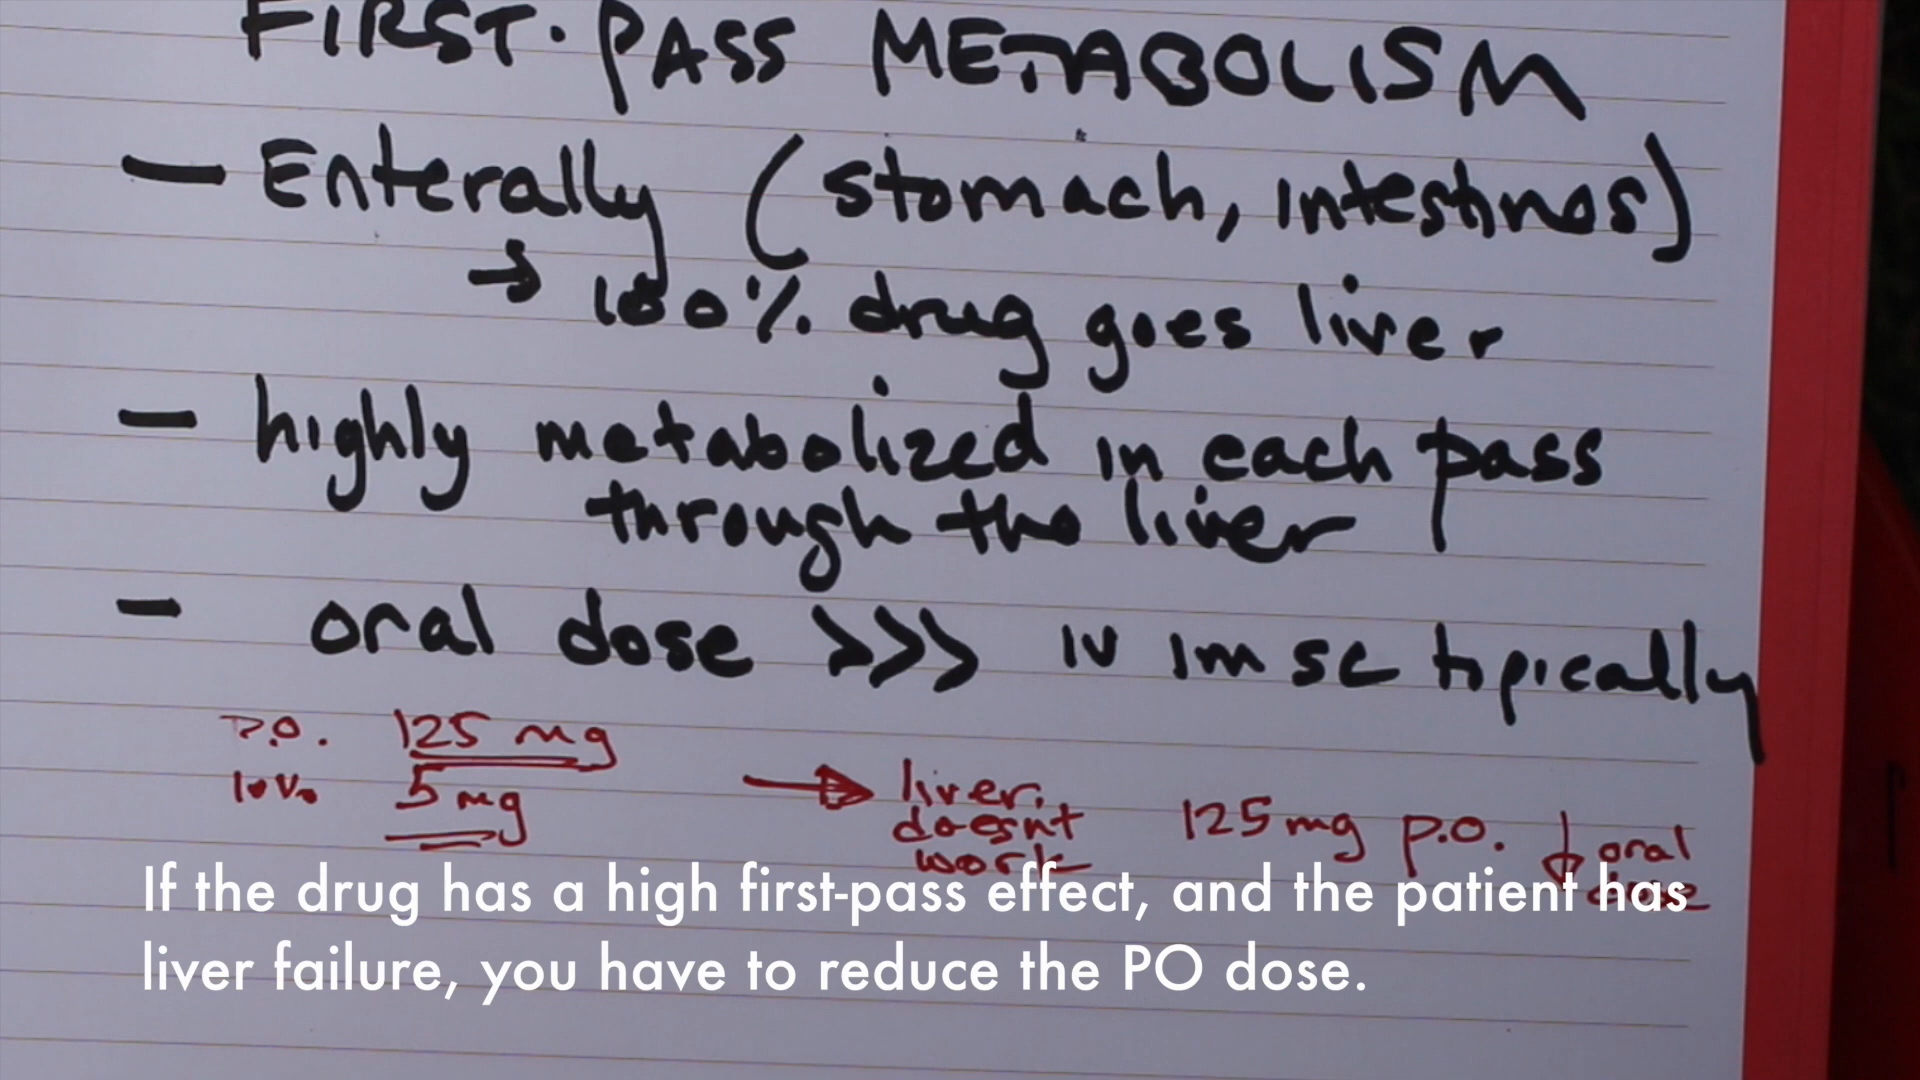 FIRST-PASS METABOLISM
— Enterally (stomach, intestines)
→ 100% drug goes liver
— highly metabolized in each pass
through the liver
— oral dose >>> IV IM SC typically
P.O. 125 mg
I.V. 5 mg
→ liver doesnt work 125 mg p.o. ↓ oral dose
If the drug has a high first-pass effect, and the patient has
liver failure, you have to reduce the PO dose.